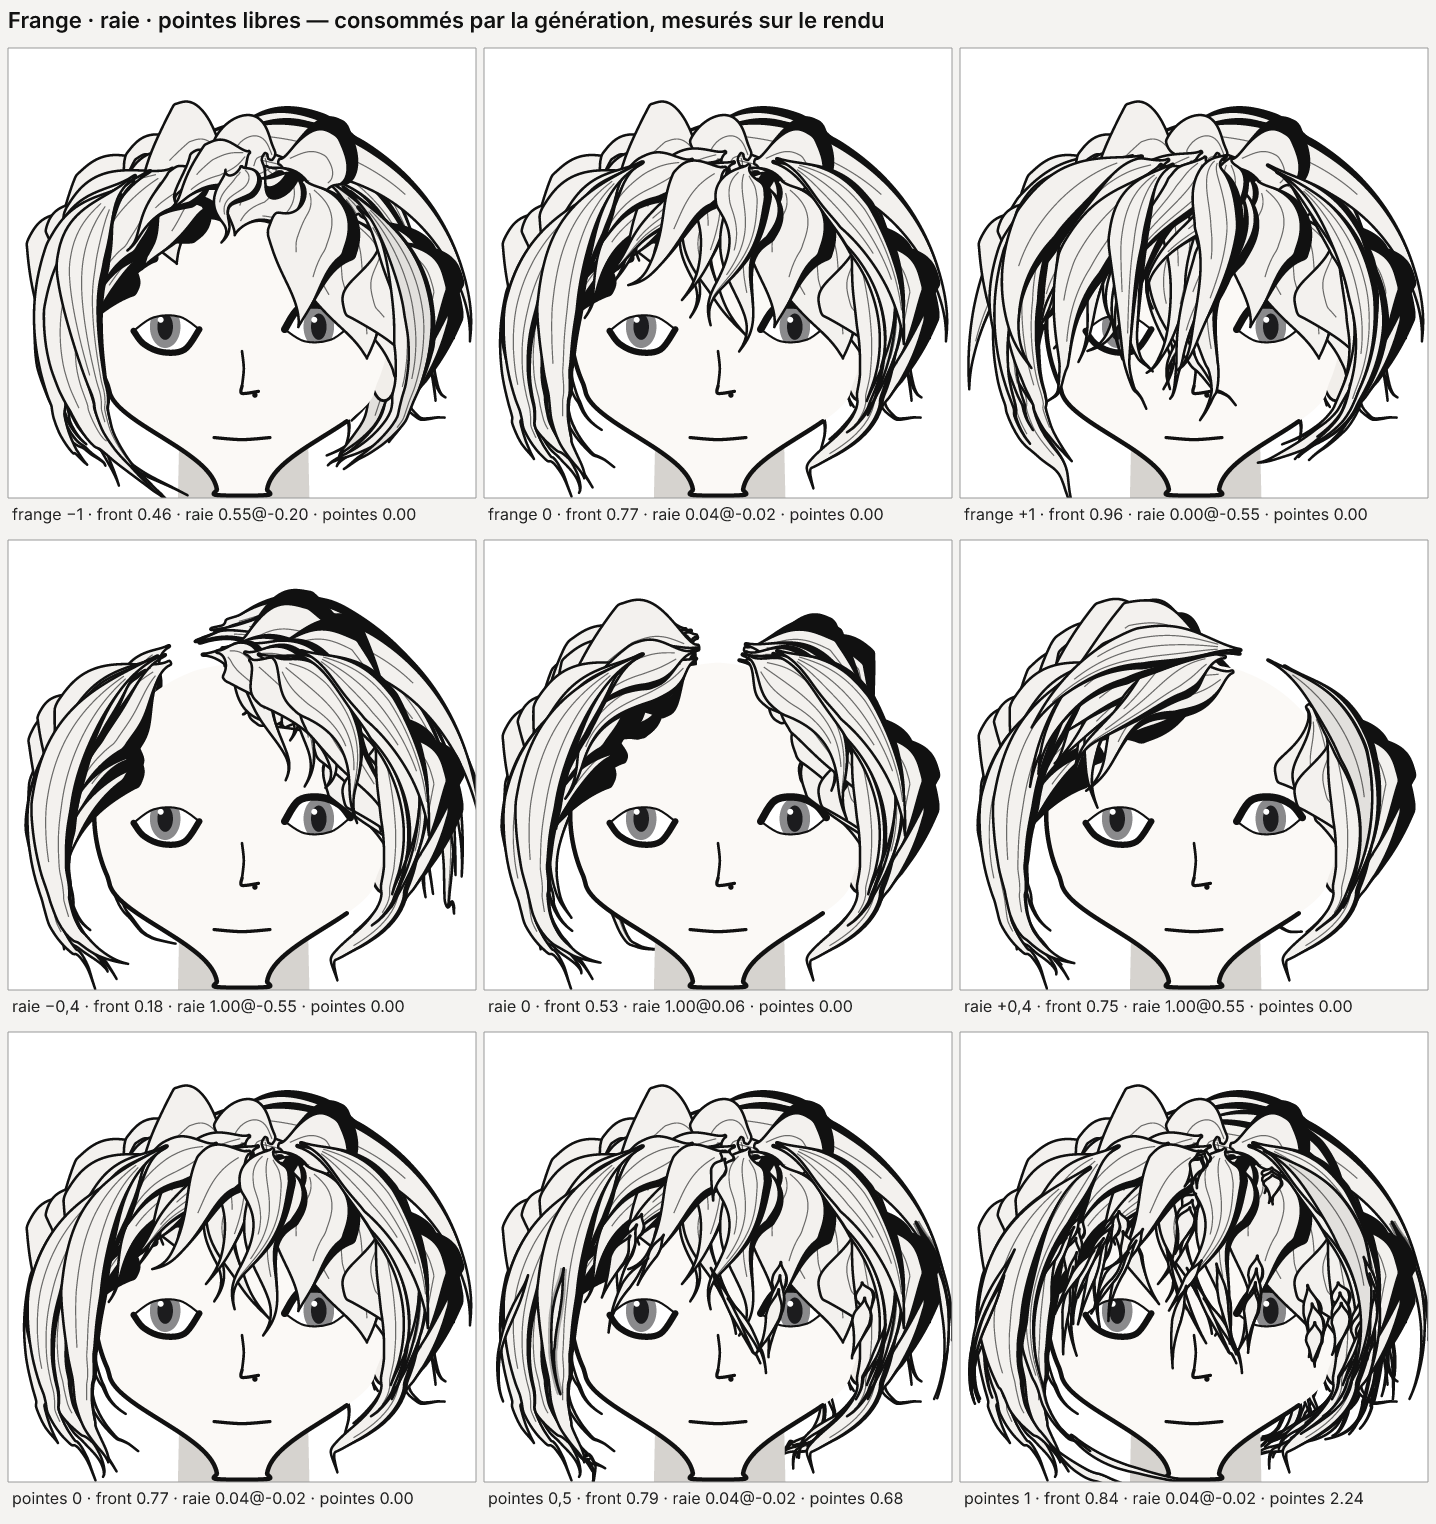 Frange · raie · pointes libres — consommés par la génération, mesurés sur le rendu
frange −1 · front 0.46 · raie 0.55@-0.20 · pointes 0.00
frange 0 · front 0.77 · raie 0.04@-0.02 · pointes 0.00
frange +1 · front 0.96 · raie 0.00@-0.55 · pointes 0.00
raie −0,4 · front 0.18 · raie 1.00@-0.55 · pointes 0.00
raie 0 · front 0.53 · raie 1.00@0.06 · pointes 0.00
raie +0,4 · front 0.75 · raie 1.00@0.55 · pointes 0.00
pointes 0 · front 0.77 · raie 0.04@-0.02 · pointes 0.00
pointes 0,5 · front 0.79 · raie 0.04@-0.02 · pointes 0.68
pointes 1 · front 0.84 · raie 0.04@-0.02 · pointes 2.24